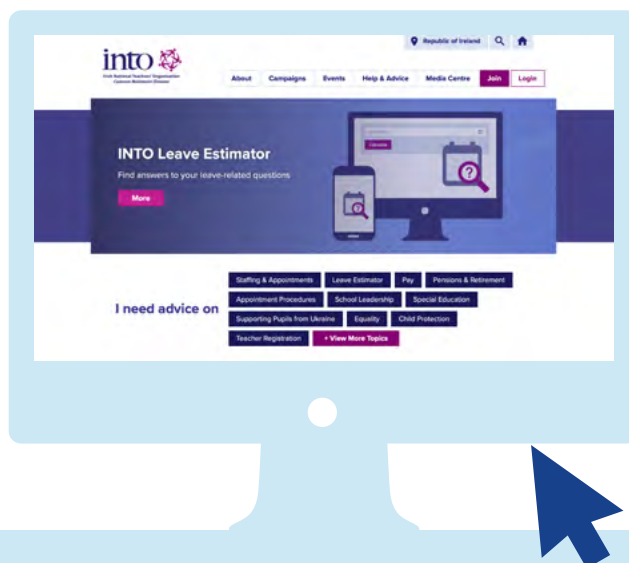 Republic of Ireland
into
Irish National Teachers' Organisation
Cumann Múinteoirí Éireann
About Campaigns Events Help & Advice Media Centre Join Login
INTO Leave Estimator
Find answers to your leave-related questions
More
Staffing & Appointments Leave Estimator Pay Pensions & Retirement
I need advice on
Appointment Procedures School Leadership Special Education
Supporting Pupils from Ukraine Equality Child Protection
Teacher Registration + View More Topics